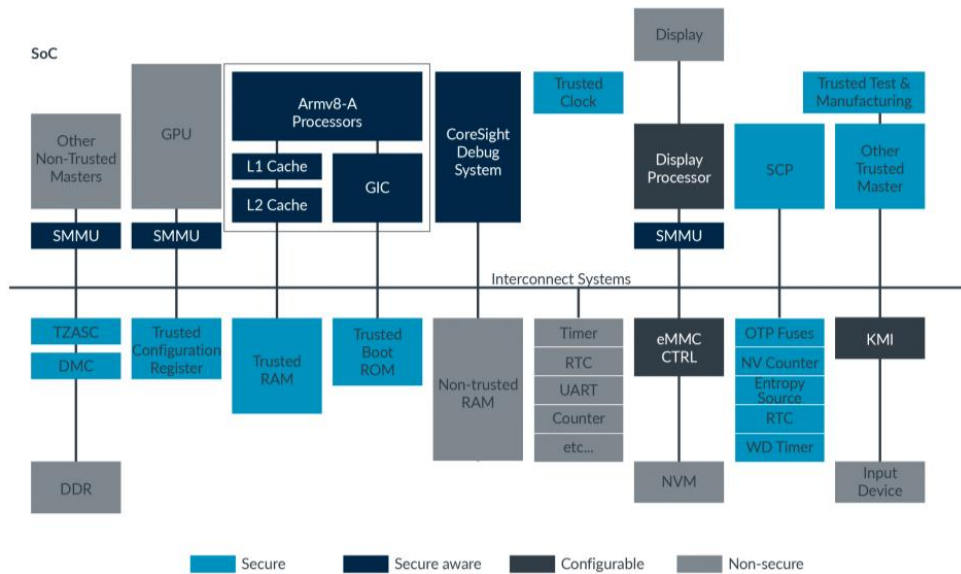 Display
SoC
Trusted
Clock
Trusted Test &
Manufacturing
Other
Non-Trusted
Masters
GPU
Armv8-A
Processors
L1 Cache
L2 Cache
GIC
CoreSight
Debug
System
Display
Processor
SCP
Other
Trusted
Master
SMMU
SMMU
SMMU
Interconnect Systems
TZASC
DMC
Trusted
Configuration
Register
Trusted
RAM
Trusted
Boot
ROM
Non-trusted
RAM
Timer
RTC
UART
Counter
etc...
eMMC
CTRL
OTP Fuses
NV Counter
Entropy
Source
RTC
WD Timer
KMI
DDR
NVM
Input
Device
Secure
Secure aware
Configurable
Non-secure